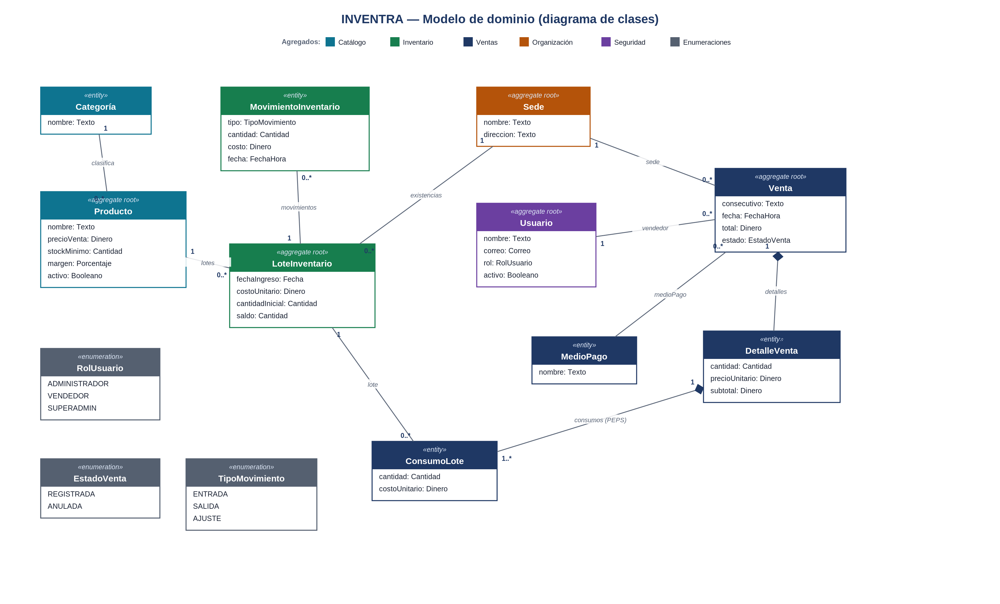 INVENTRA — Modelo de dominio (diagrama de clases)
Agregados: Catálogo Inventario Ventas Organización Seguridad Enumeraciones
«entity»
Categoría
nombre: Texto
1
clasifica
0..*
«aggregate root»
Producto
nombre: Texto
precioVenta: Dinero
stockMinimo: Cantidad
margen: Porcentaje
activo: Booleano
1
lotes
0..*
«entity»
MovimientoInventario
tipo: TipoMovimiento
cantidad: Cantidad
costo: Dinero
fecha: FechaHora
0..*
movimientos
1
«aggregate root»
LoteInventario
fechaIngreso: Fecha
costoUnitario: Dinero
cantidadInicial: Cantidad
saldo: Cantidad
«aggregate root»
Sede
nombre: Texto
direccion: Texto
1
existencias
0..*
1
sede
0..*
«aggregate root»
Usuario
nombre: Texto
correo: Correo
rol: RolUsuario
activo: Booleano
1
vendedor
0..*
«aggregate root»
Venta
consecutivo: Texto
fecha: FechaHora
total: Dinero
estado: EstadoVenta
0..*
medioPago
1
detalles
«entity»
MedioPago
nombre: Texto
«entity»
DetalleVenta
cantidad: Cantidad
precioUnitario: Dinero
subtotal: Dinero
1
consumos (PEPS)
1..*
1
lote
0..*
«entity»
ConsumoLote
cantidad: Cantidad
costoUnitario: Dinero
«enumeration»
RolUsuario
ADMINISTRADOR
VENDEDOR
SUPERADMIN
«enumeration»
EstadoVenta
REGISTRADA
ANULADA
«enumeration»
TipoMovimiento
ENTRADA
SALIDA
AJUSTE